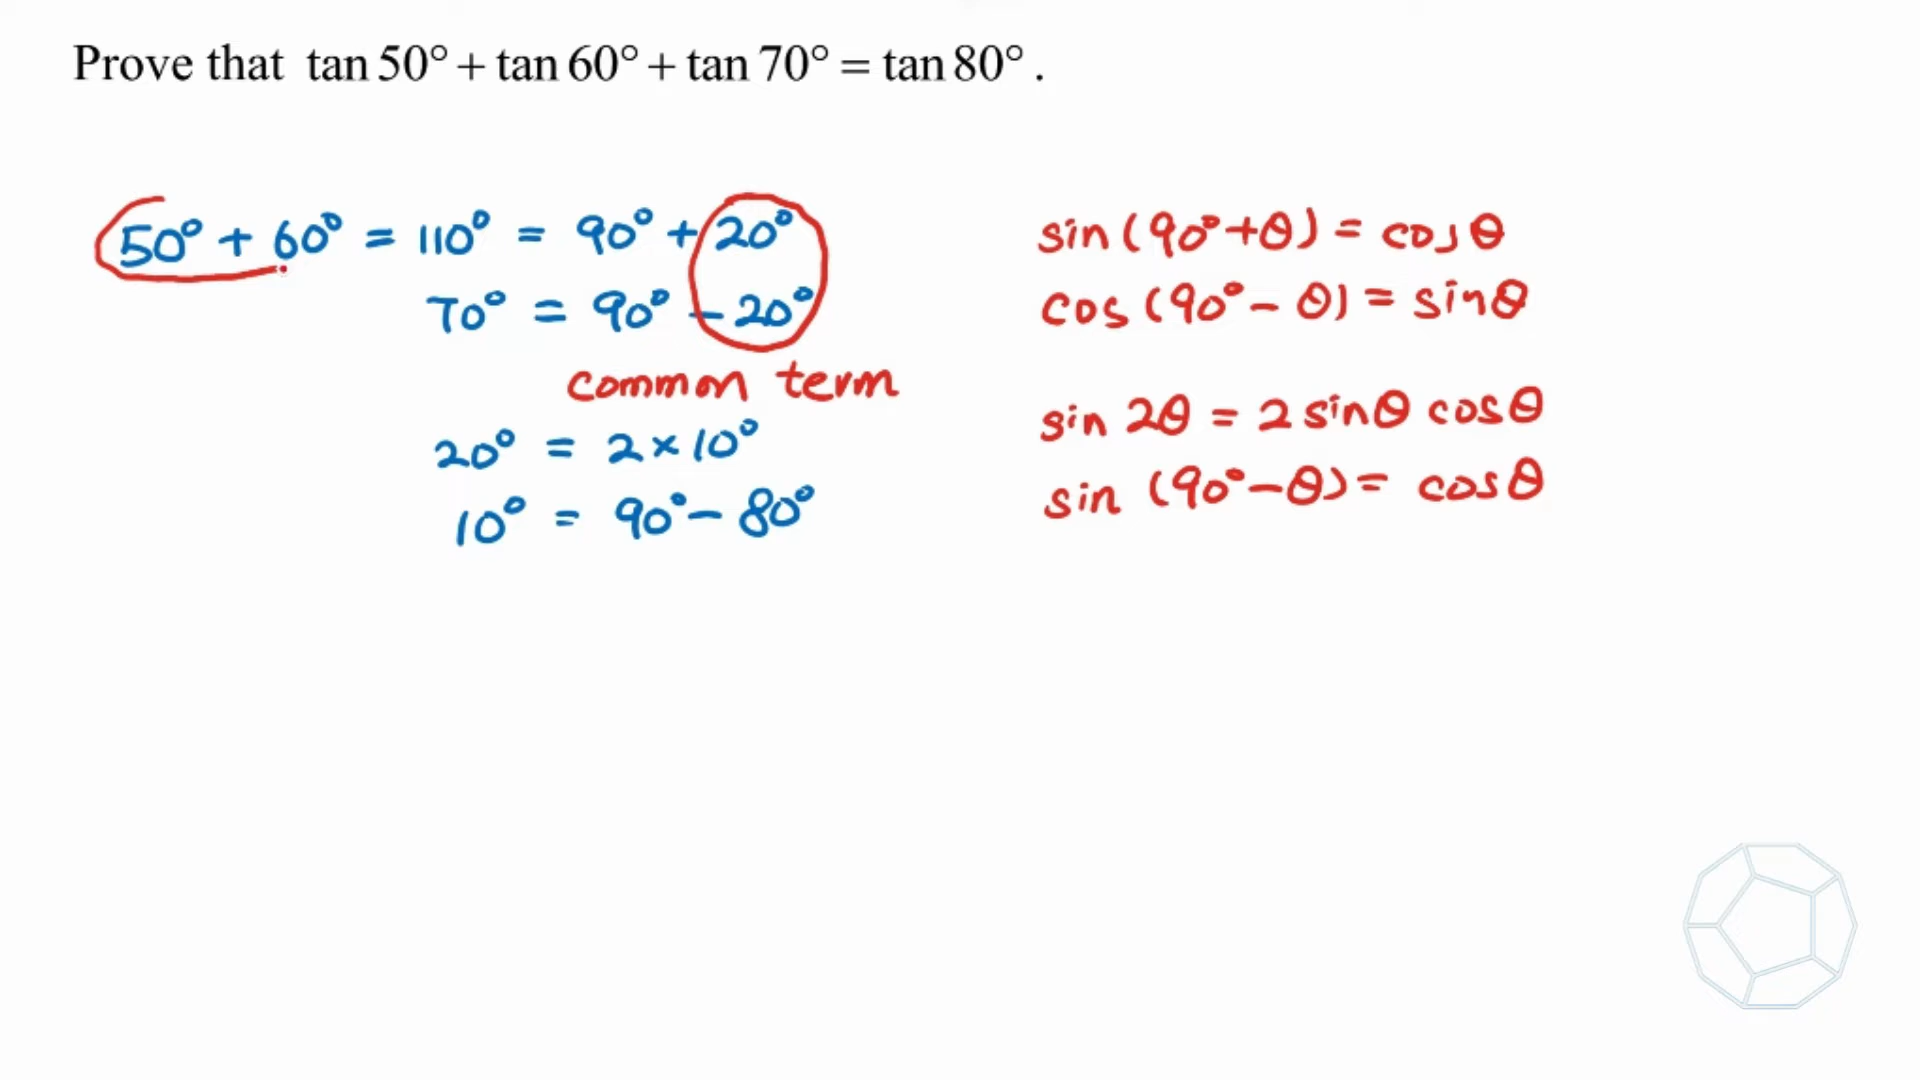 Prove that tan 50° + tan 60° + tan 70° = tan 80° .
50° + 60° = 110° = 90° + 20°
70° = 90° − 20°
common term
20° = 2 × 10°
10° = 90° − 80°
sin (90° + θ) = cos θ
cos (90° − θ) = sin θ
sin 2θ = 2 sin θ cos θ
sin (90° − θ) = cos θ